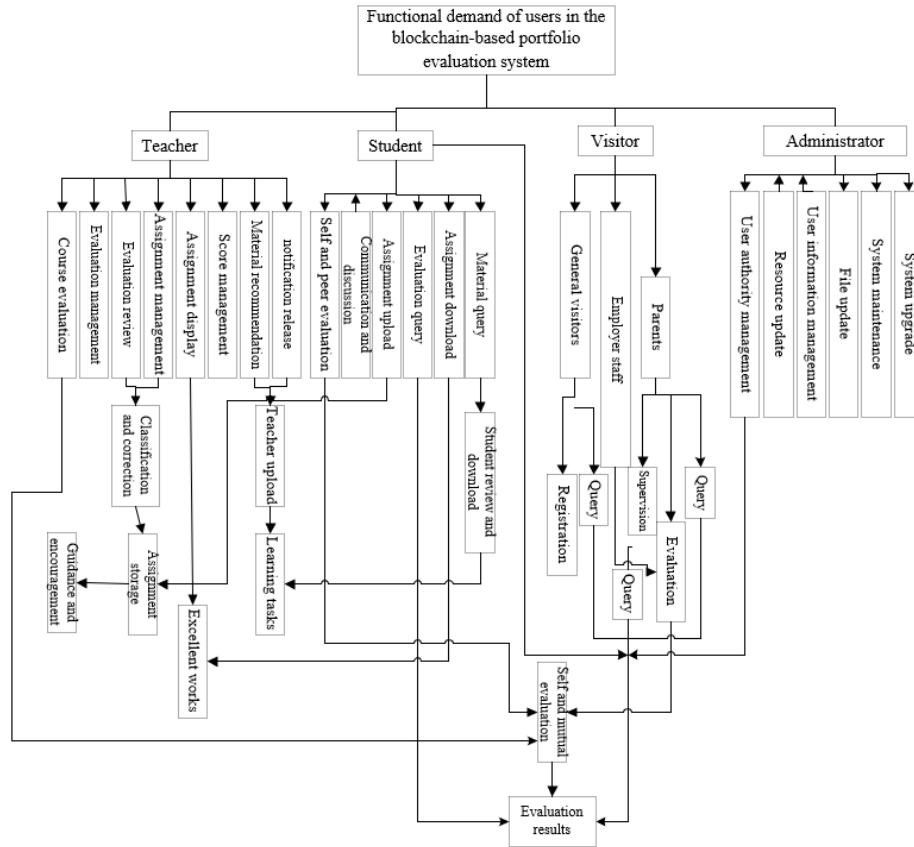 Functional demand of users in the
blockchain-based portfolio
evaluation system
Teacher
Student
Visitor
Administrator
Course evaluation
Evaluation management
Evaluation review
Assignment management
Assignment display
Score management
Material recommendation
notification release
Self and peer evaluation
Communication and
discussion
Assignment upload
Evaluation query
Assignment download
Material query
General visitors
Employer staff
Parents
User authority management
Resource update
User information management
File update
System maintenance
System upgrade
Classification
and correction
Teacher upload
Student review and
download
Registration
Query
Supervision
Query
Evaluation
Query
Guidance and
encouragement
Assignment
storage
Learning tasks
Excellent works
Self and mutual
evaluation
Evaluation
results